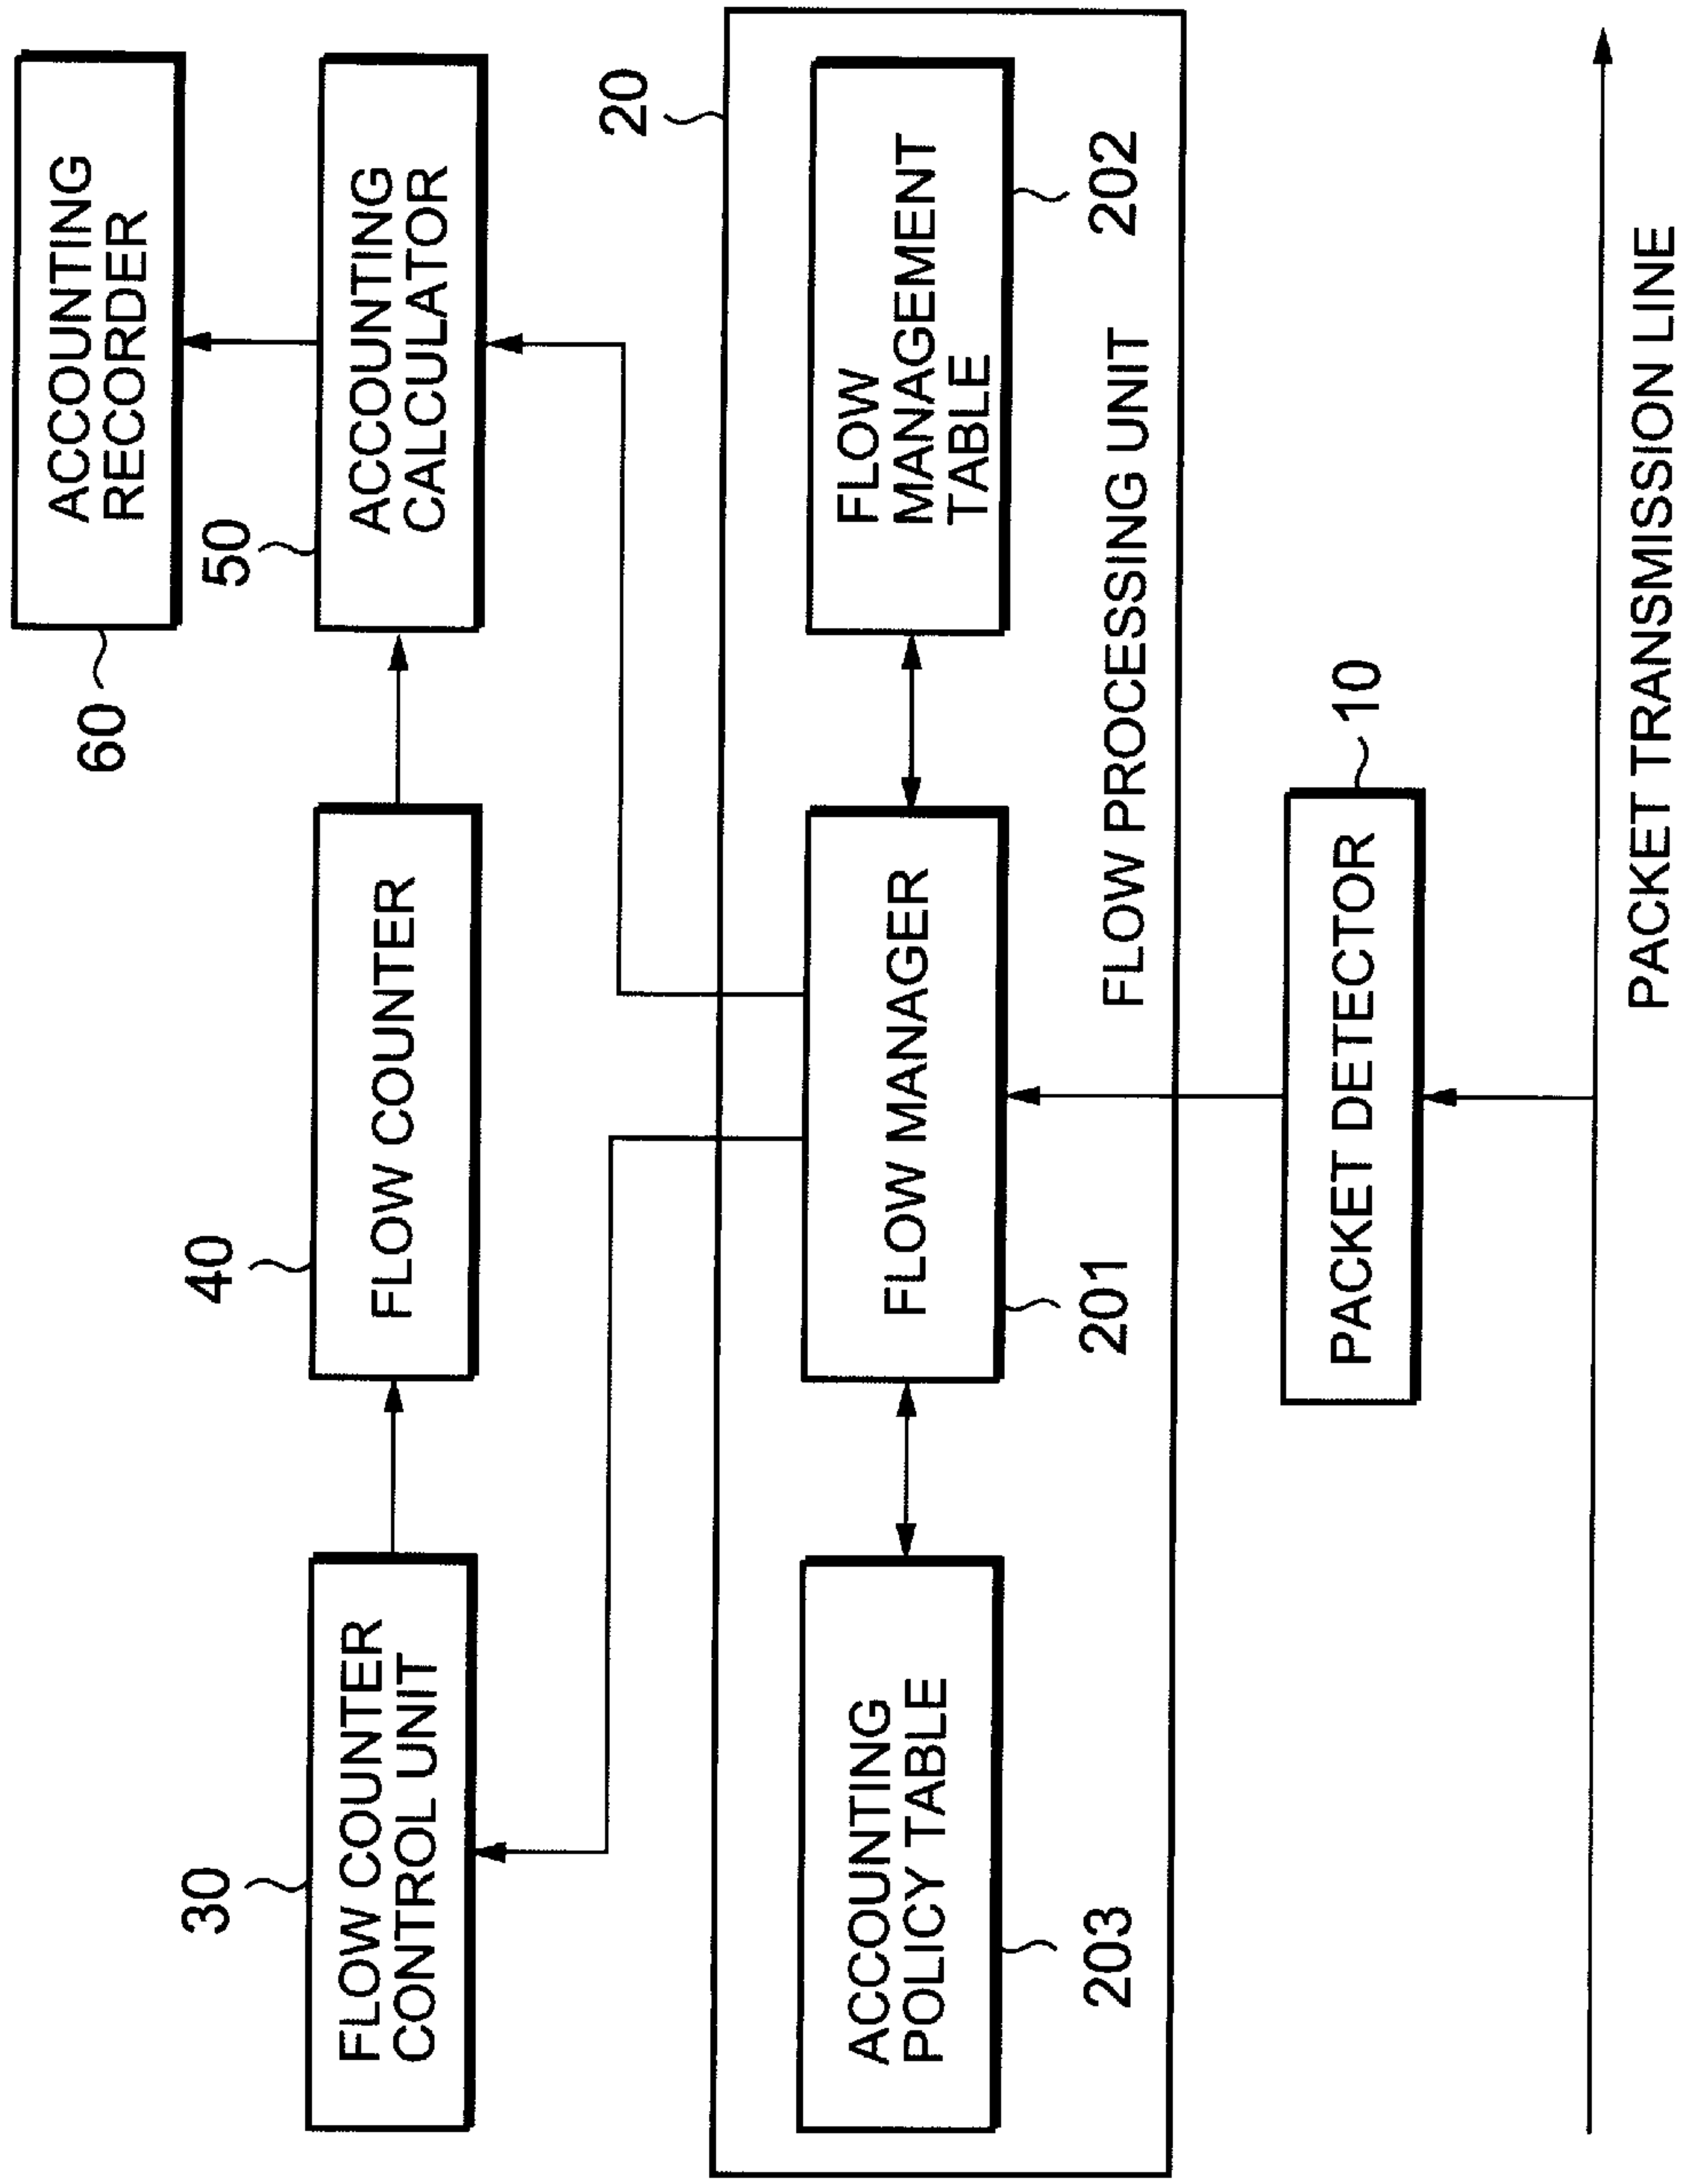 60
ACCOUNTING
RECORDER
30
FLOW COUNTER
CONTROL UNIT
40
FLOW COUNTER
50
ACCOUNTING
CALCULATOR
20
ACCOUNTING
POLICY TABLE
203
FLOW MANAGER
201
FLOW
MANAGEMENT
TABLE
202
FLOW PROCESSING UNIT
PACKET DETECTOR
10
PACKET TRANSMISSION LINE